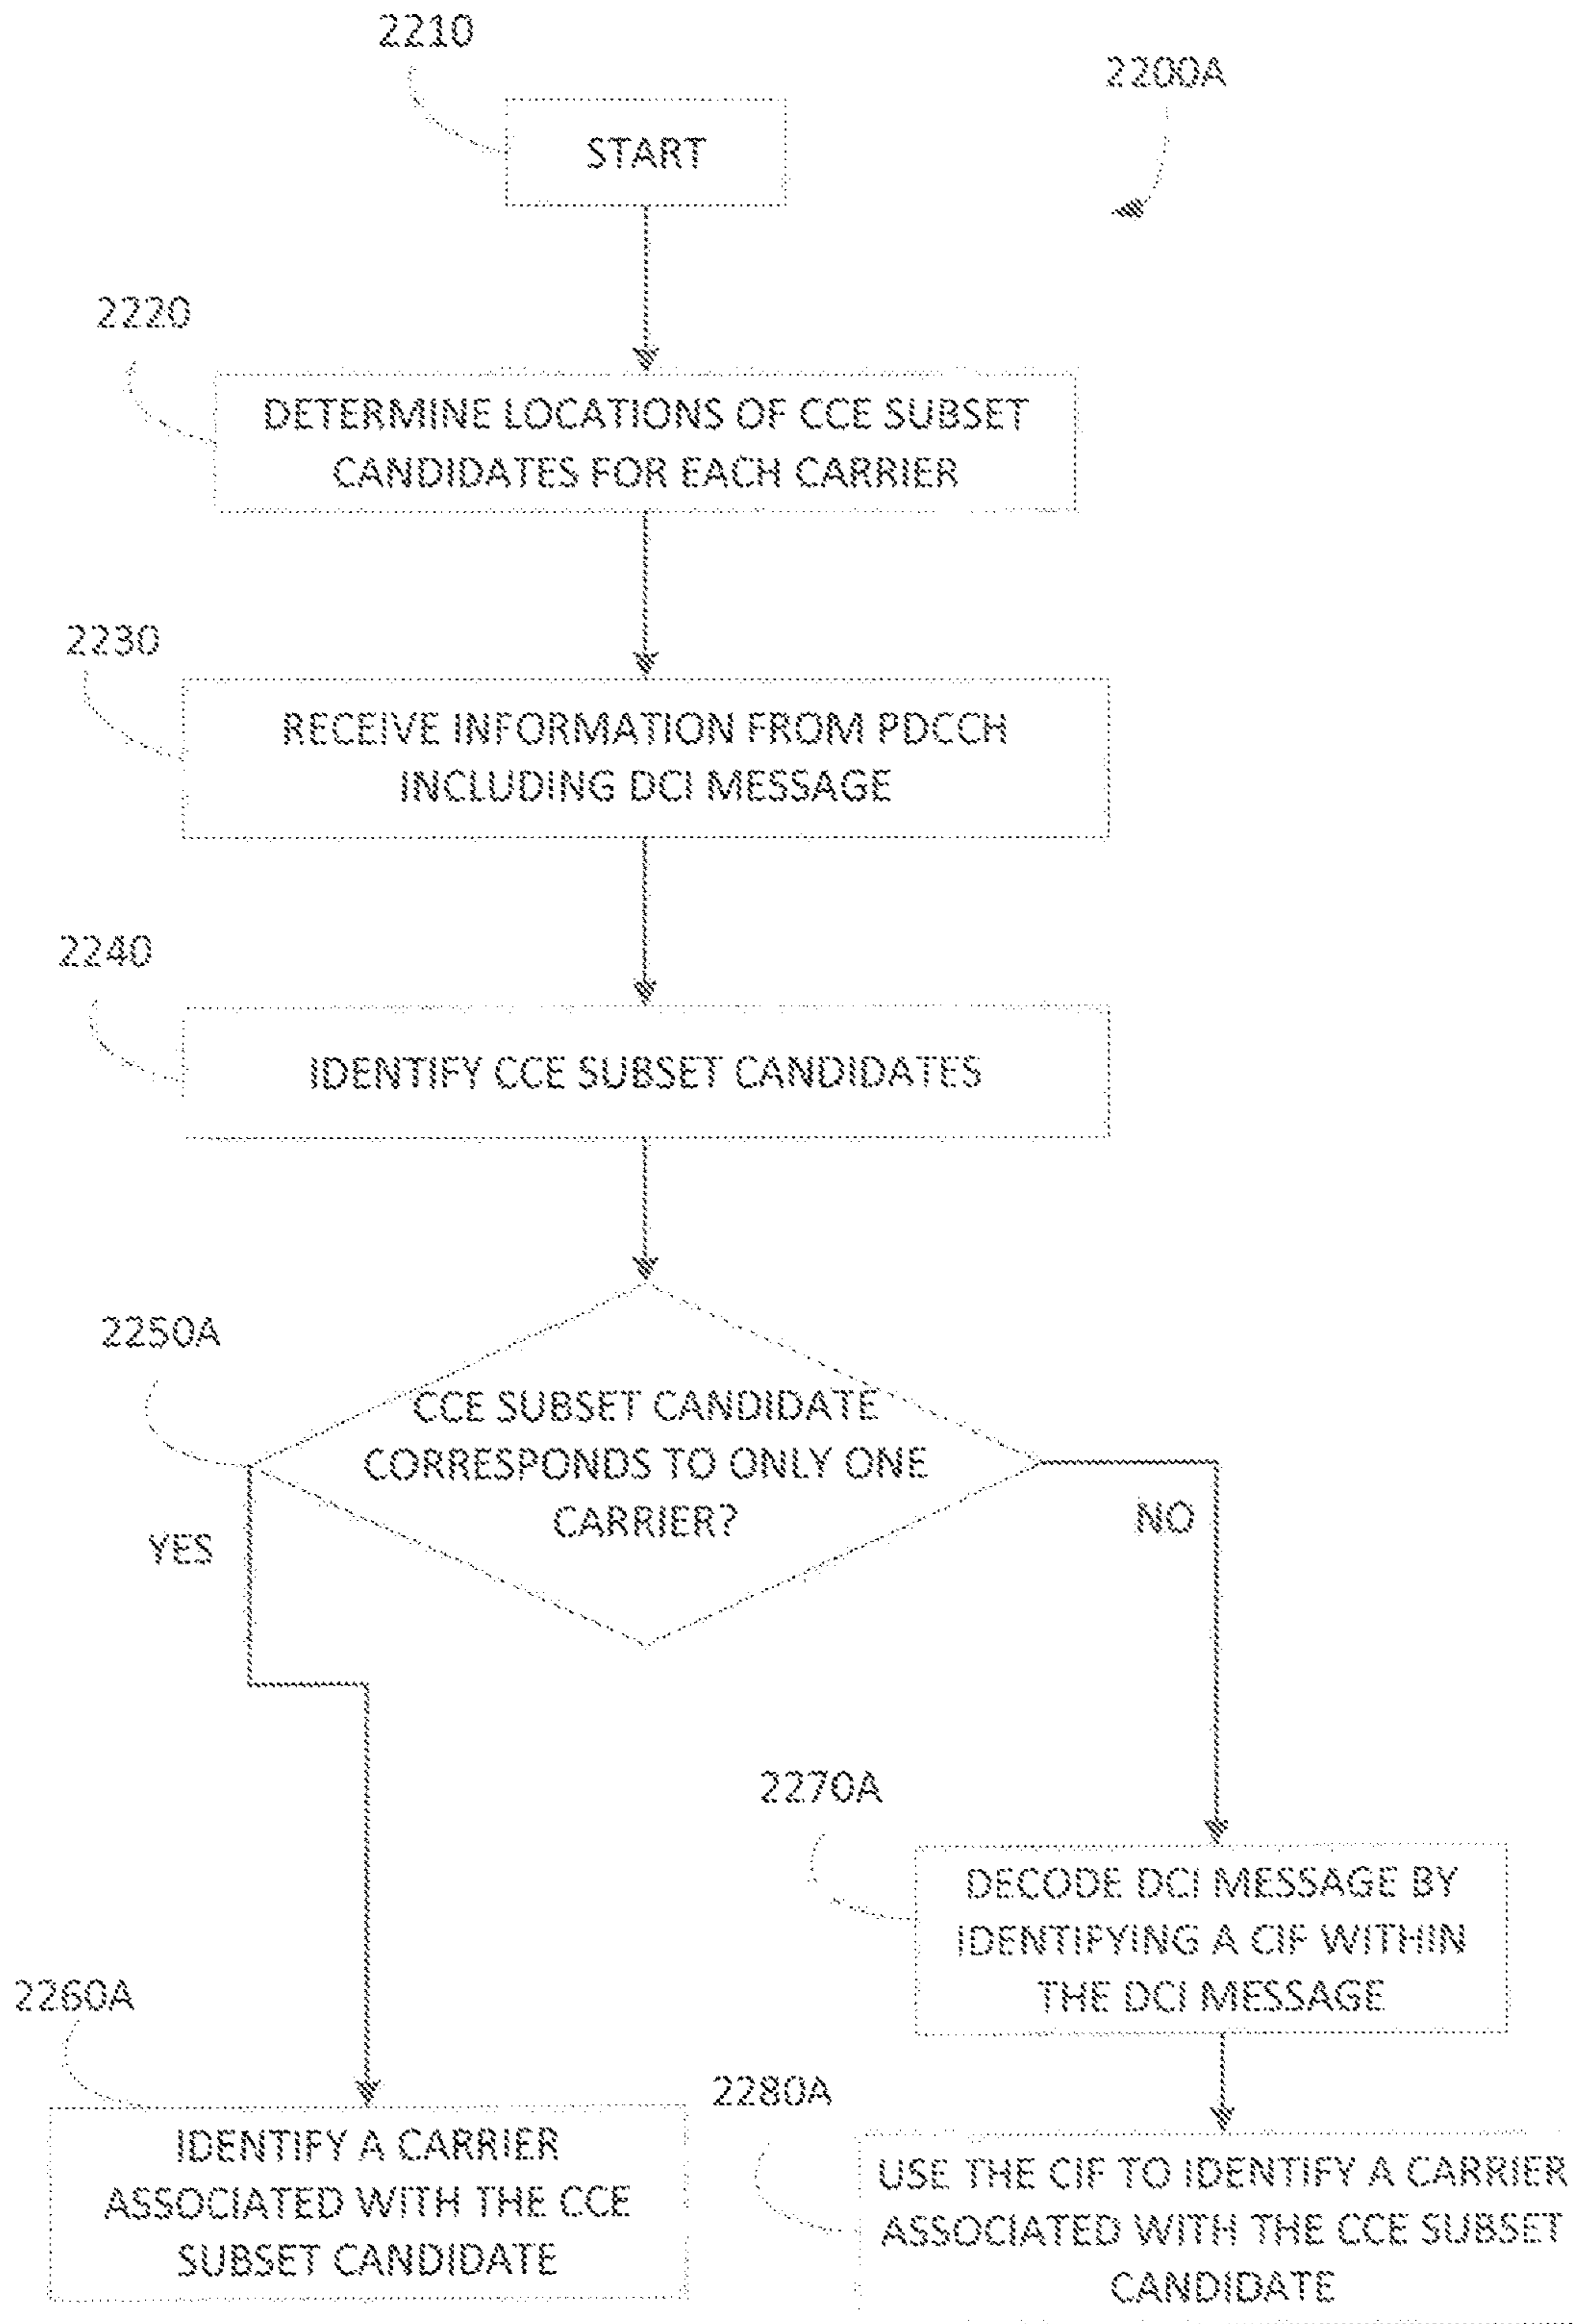 2210
2200A
START
2220
DETERMINE LOCATIONS OF CCE SUBSET
CANDIDATES FOR EACH CARRIER
2230
RECEIVE INFORMATION FROM PDCCH
INCLUDING DCI MESSAGE
2240
IDENTIFY CCE SUBSET CANDIDATES
2250A
CCE SUBSET CANDIDATE
CORRESPONDS TO ONLY ONE
CARRIER?
YES
NO
2270A
DECODE DCI MESSAGE BY
IDENTIFYING A CIF WITHIN
THE DCI MESSAGE
2260A
IDENTIFY A CARRIER
ASSOCIATED WITH THE CCE
SUBSET CANDIDATE
2280A
USE THE CIF TO IDENTIFY A CARRIER
ASSOCIATED WITH THE CCE SUBSET
CANDIDATE